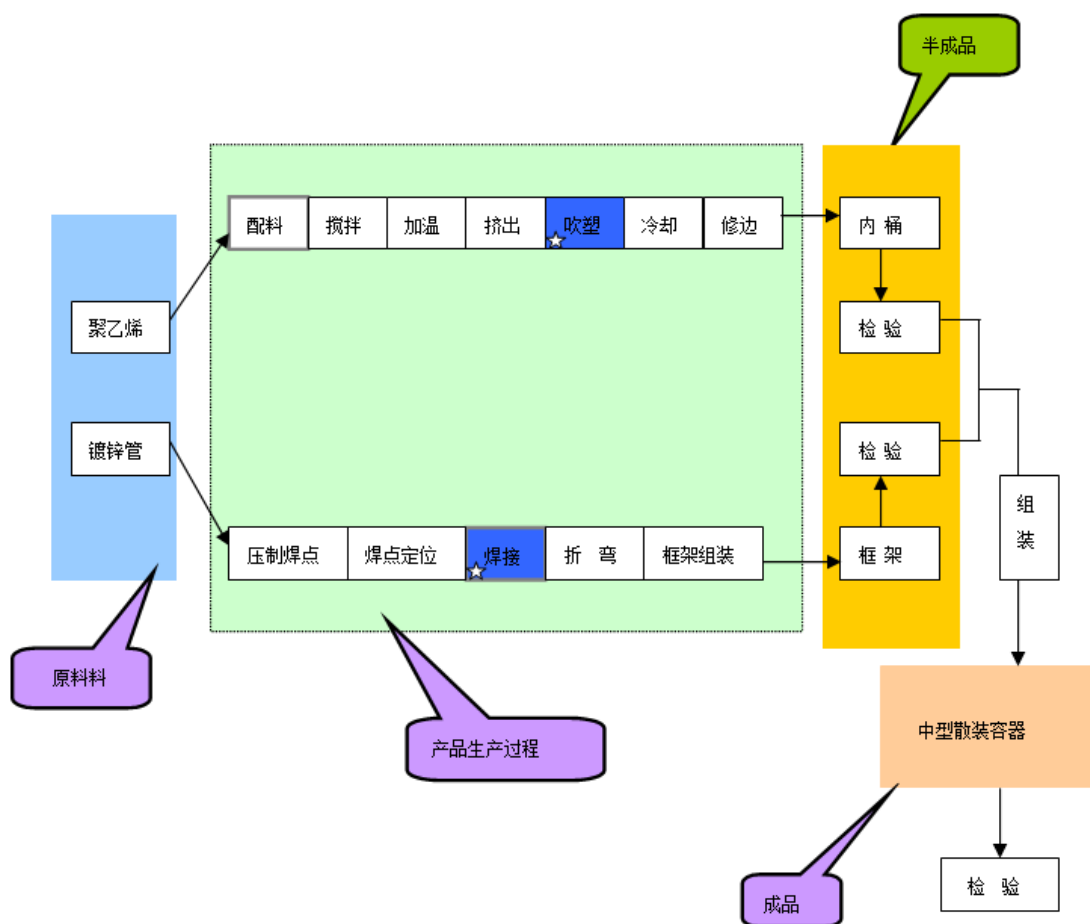 半成品
配料
搅拌
加温
挤出
吹塑
冷却
修边
内 桶
聚乙烯
检 验
镀锌管
检 验
组
装
压制焊点
焊点定位
焊接
折 弯
框架组装
框 架
原料料
产品生产过程
中型散装容器
成品
检 验